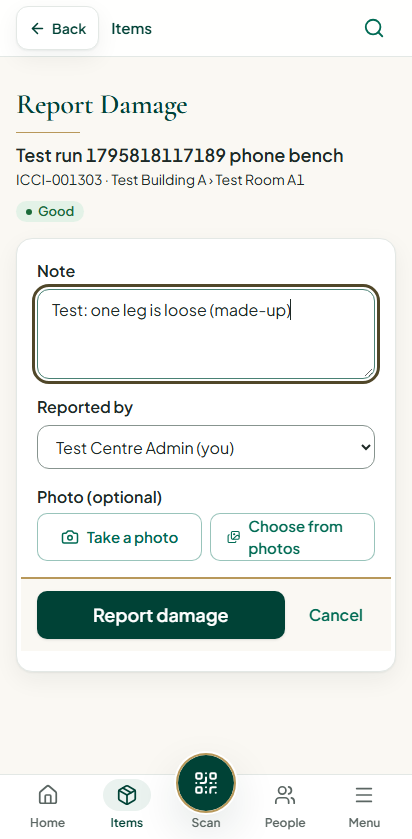 Back Items
Report Damage
Test run 1795818117189 phone bench
ICCI-001303 · Test Building A › Test Room A1
Good
Note
Test: one leg is loose (made-up)
Reported by
Test Centre Admin (you)
Photo (optional)
Take a photo
Choose from
photos
Report damage Cancel
Home Items Scan People Menu